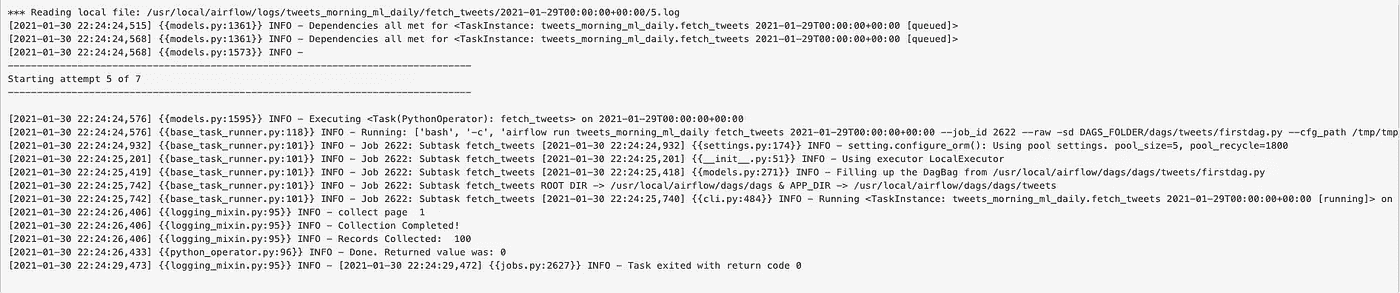 *** Reading local file: /usr/local/airflow/logs/tweets_morning_ml_daily/fetch_tweets/2021-01-29T00:00:00+00:00/5.log
[2021-01-30 22:24:24,515] {{models.py:1361}} INFO - Dependencies all met for <TaskInstance: tweets_morning_ml_daily.fetch_tweets 2021-01-29T00:00:00+00:00 [queued]>
[2021-01-30 22:24:24,568] {{models.py:1361}} INFO - Dependencies all met for <TaskInstance: tweets_morning_ml_daily.fetch_tweets 2021-01-29T00:00:00+00:00 [queued]>
[2021-01-30 22:24:24,568] {{models.py:1573}} INFO -
--------------------------------------------------------------------------------
Starting attempt 5 of 7
--------------------------------------------------------------------------------
[2021-01-30 22:24:24,576] {{models.py:1595}} INFO - Executing <Task(PythonOperator): fetch_tweets> on 2021-01-29T00:00:00+00:00
[2021-01-30 22:24:24,576] {{base_task_runner.py:118}} INFO - Running: ['bash', '-c', 'airflow run tweets_morning_ml_daily fetch_tweets 2021-01-29T00:00:00+00:00 --job_id 2622 --raw -sd DAGS_FOLDER/dags/tweets/firstdag.py --cfg_path /tmp/tmp
[2021-01-30 22:24:24,932] {{base_task_runner.py:101}} INFO - Job 2622: Subtask fetch_tweets [2021-01-30 22:24:24,932] {{settings.py:174}} INFO - setting.configure_orm(): Using pool settings. pool_size=5, pool_recycle=1800
[2021-01-30 22:24:25,201] {{base_task_runner.py:101}} INFO - Job 2622: Subtask fetch_tweets [2021-01-30 22:24:25,201] {{__init__.py:51}} INFO - Using executor LocalExecutor
[2021-01-30 22:24:25,419] {{base_task_runner.py:101}} INFO - Job 2622: Subtask fetch_tweets [2021-01-30 22:24:25,418] {{models.py:271}} INFO - Filling up the DagBag from /usr/local/airflow/dags/dags/tweets/firstdag.py
[2021-01-30 22:24:25,742] {{base_task_runner.py:101}} INFO - Job 2622: Subtask fetch_tweets ROOT DIR -> /usr/local/airflow/dags/dags & APP_DIR -> /usr/local/airflow/dags/dags/tweets
[2021-01-30 22:24:25,742] {{base_task_runner.py:101}} INFO - Job 2622: Subtask fetch_tweets [2021-01-30 22:24:25,740] {{cli.py:484}} INFO - Running <TaskInstance: tweets_morning_ml_daily.fetch_tweets 2021-01-29T00:00:00+00:00 [running]> on
[2021-01-30 22:24:26,406] {{logging_mixin.py:95}} INFO - collect page  1
[2021-01-30 22:24:26,406] {{logging_mixin.py:95}} INFO - Collection Completed!
[2021-01-30 22:24:26,406] {{logging_mixin.py:95}} INFO - Records Collected:  100
[2021-01-30 22:24:26,433] {{python_operator.py:96}} INFO - Done. Returned value was: 0
[2021-01-30 22:24:29,473] {{logging_mixin.py:95}} INFO - [2021-01-30 22:24:29,472] {{jobs.py:2627}} INFO - Task exited with return code 0